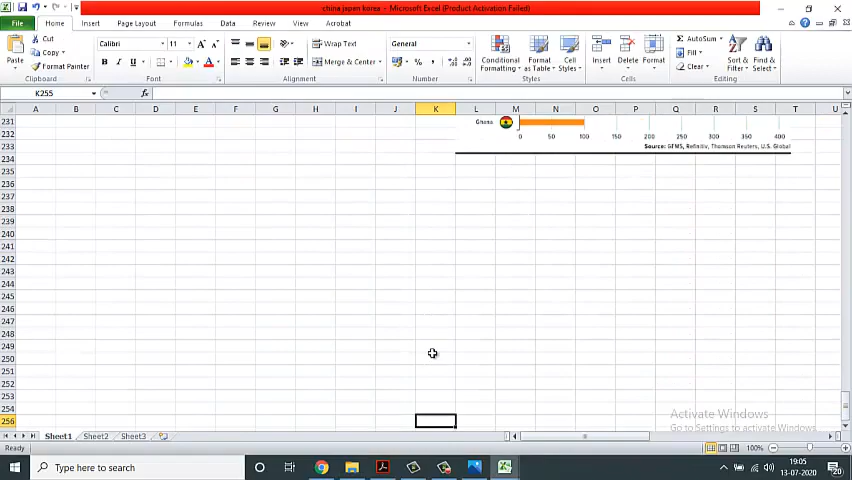 china japen korea - Microsoft Excel (Product Activation Failed)
File Home Insert Page Layout Formulas Data Review View Acrobat
Cut
Copy
Format Painter
Paste
Clipboard
Calibri 11
B I U
Font
Wrap Text
Merge & Center
Alignment
General
Number
Conditional Formatting
Format as Table
Cell Styles
Styles
Insert Delete Format
Cells
AutoSum
Fill
Clear
Sort & Filter
Find & Select
Editing
K255 fx
A B C D E F G H I J K L M N O P Q R S T U
231 Ghana
232 0 50 100 150 200 250 300 350 400
233 Source: GFMS, Refinitiv, Thomson Reuters, U.S. Global
234
235
236
237
238
239
240
241
242
243
244
245
246
247
248
249
250
251
252
253
254
256
Activate Windows
Go to Settings to activate Windows.
Sheet1 Sheet2 Sheet3
Ready 100%
Type here to search
19:05
13-07-2020
20